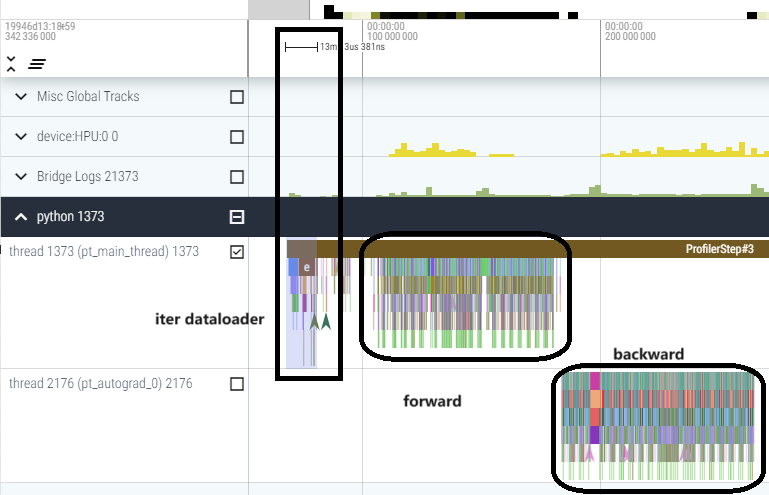 19946d13:18:59
342 336 000
00:00:00
100 000 000
00:00:00
200 000 000
3us 381ns
Misc Global Tracks
device:HPU:0 0
Bridge Logs 21373
python 1373
thread 1373 (pt_main_thread) 1373
ProfilerStep#3
e
iter dataloader
backward
thread 2176 (pt_autograd_0) 2176
forward